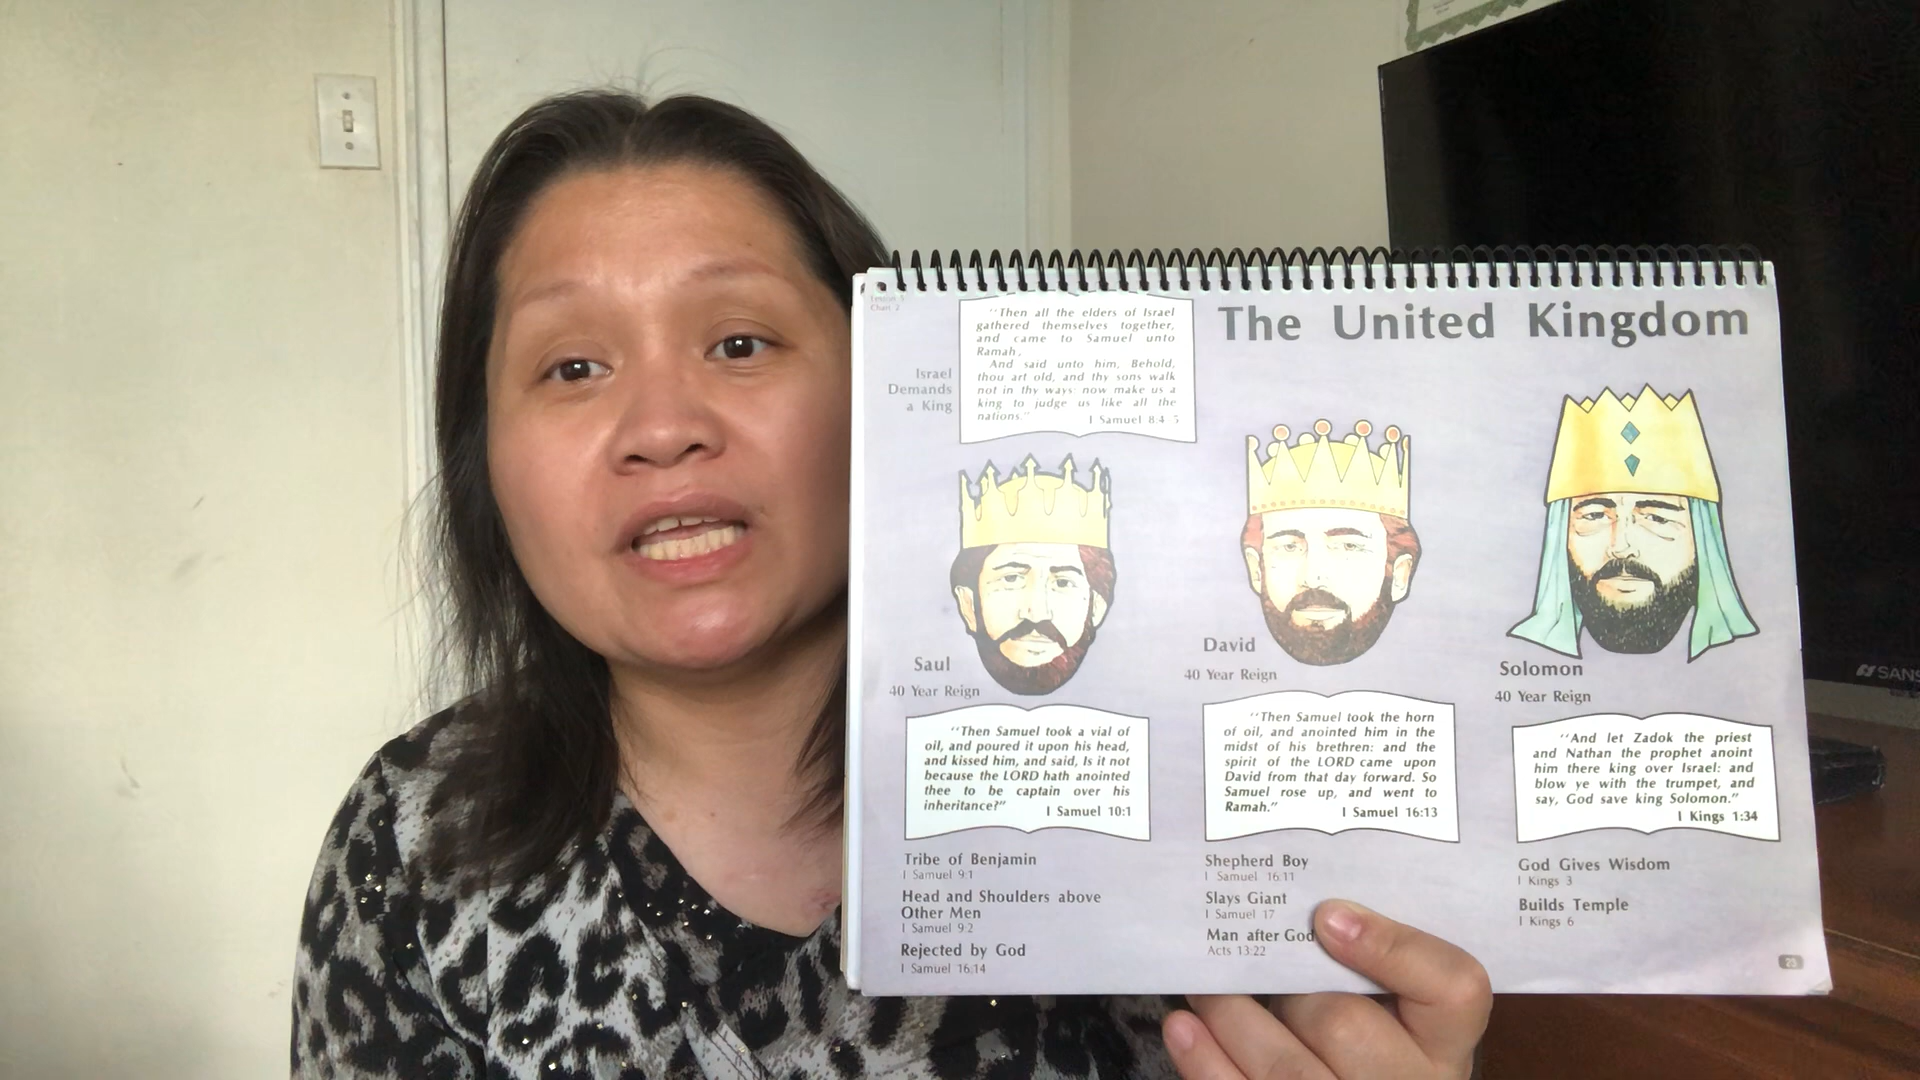 Lesson 5
Chart 2
The United Kingdom
Israel
Demands
a King
"Then all the elders of Israel
gathered themselves together,
and came to Samuel unto
Ramah,
And said unto him, Behold,
thou art old, and thy sons walk
not in thy ways: now make us a
king to judge us like all the
nations."
I Samuel 8:4-5
Saul
40 Year Reign
"Then Samuel took a vial of
oil, and poured it upon his head,
and kissed him, and said, Is it not
because the LORD hath anointed
thee to be captain over his
inheritance?"
I Samuel 10:1
Tribe of Benjamin
I Samuel 9:1
Head and Shoulders above
Other Men
I Samuel 9:2
Rejected by God
I Samuel 16:14
David
40 Year Reign
"Then Samuel took the horn
of oil, and anointed him in the
midst of his brethren: and the
spirit of the LORD came upon
David from that day forward. So
Samuel rose up, and went to
Ramah."
I Samuel 16:13
Shepherd Boy
I Samuel 16:11
Slays Giant
I Samuel 17
Man after God
Acts 13:22
Solomon
40 Year Reign
"And let Zadok the priest
and Nathan the prophet anoint
him there king over Israel: and
blow ye with the trumpet, and
say, God save king Solomon."
I Kings 1:34
God Gives Wisdom
I Kings 3
Builds Temple
I Kings 6
23
SANS